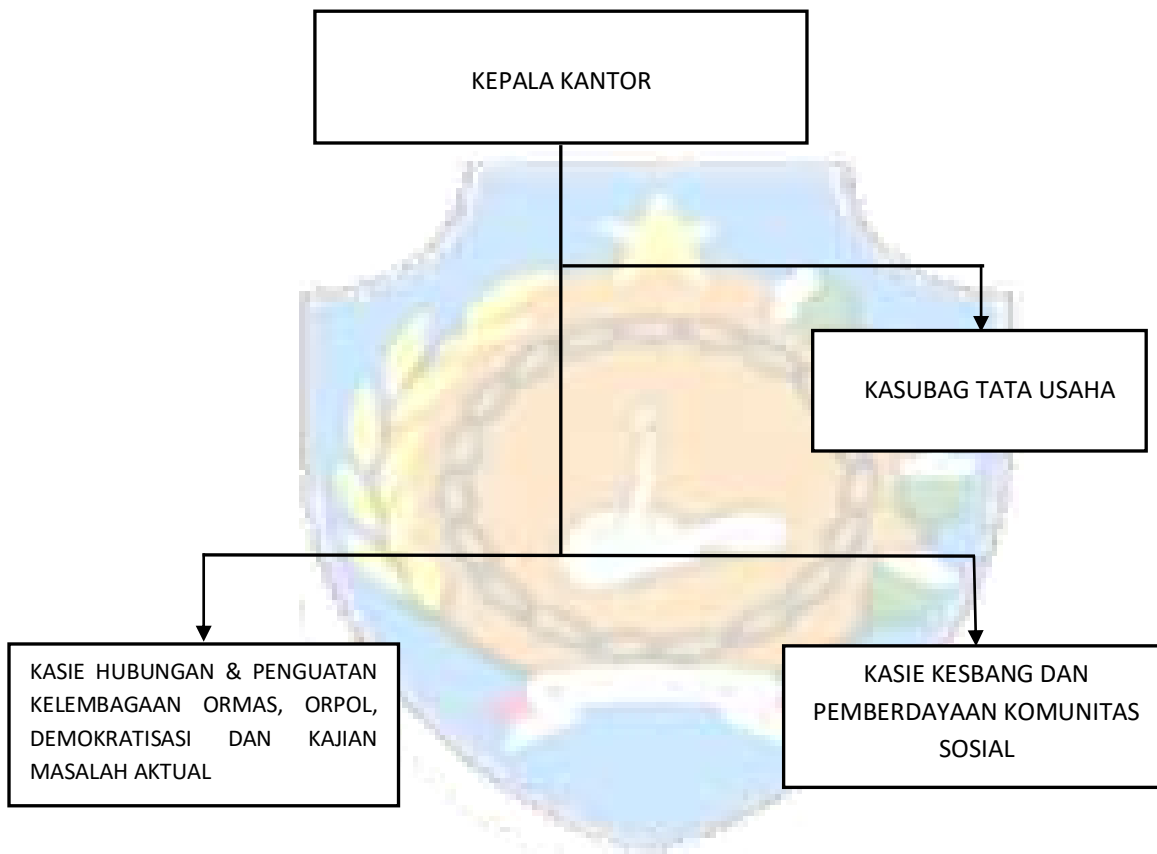 KEPALA KANTOR
KASUBAG TATA USAHA
KASIE HUBUNGAN & PENGUATAN
KELEMBAGAAN ORMAS, ORPOL,
DEMOKRATISASI DAN KAJIAN
MASALAH AKTUAL
KASIE KESBANG DAN
PEMBERDAYAAN KOMUNITAS
SOSIAL